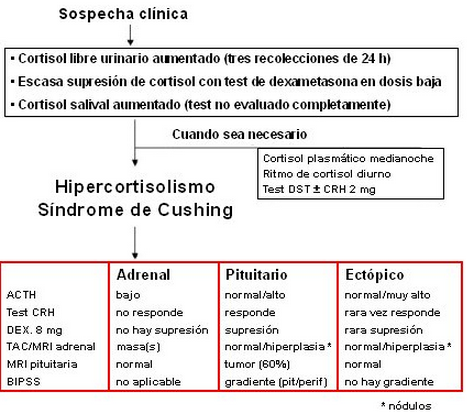 Sospecha clínica
• Cortisol libre urinario aumentado (tres recolecciones de 24 h)
• Escasa supresión de cortisol con test de dexametasona en dosis baja
• Cortisol salival aumentado (test no evaluado completamente)
Cuando sea necesario
Cortisol plasmático medianoche
Ritmo de cortisol diurno
Test DST ± CRH 2 mg
Hipercortisolismo
Síndrome de Cushing
Adrenal Pituitario Ectópico
ACTH bajo normal/alto normal/muy alto
Test CRH no responde responde rara vez responde
DEX. 8 mg no hay supresión supresión rara supresión
TAC/MRI adrenal masa(s) normal/hiperplasia * normal/hiperplasia *
MRI pituitaria normal tumor (60%) normal
BIPSS no aplicable gradiente (pit/perif) no hay gradiente
* nódulos